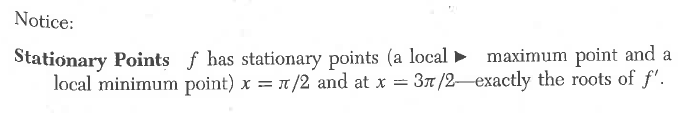 Notice:
Stationary Points f has stationary points (a local ► maximum point and a
local minimum point) x = π/2 and at x = 3π/2—exactly the roots of f′.